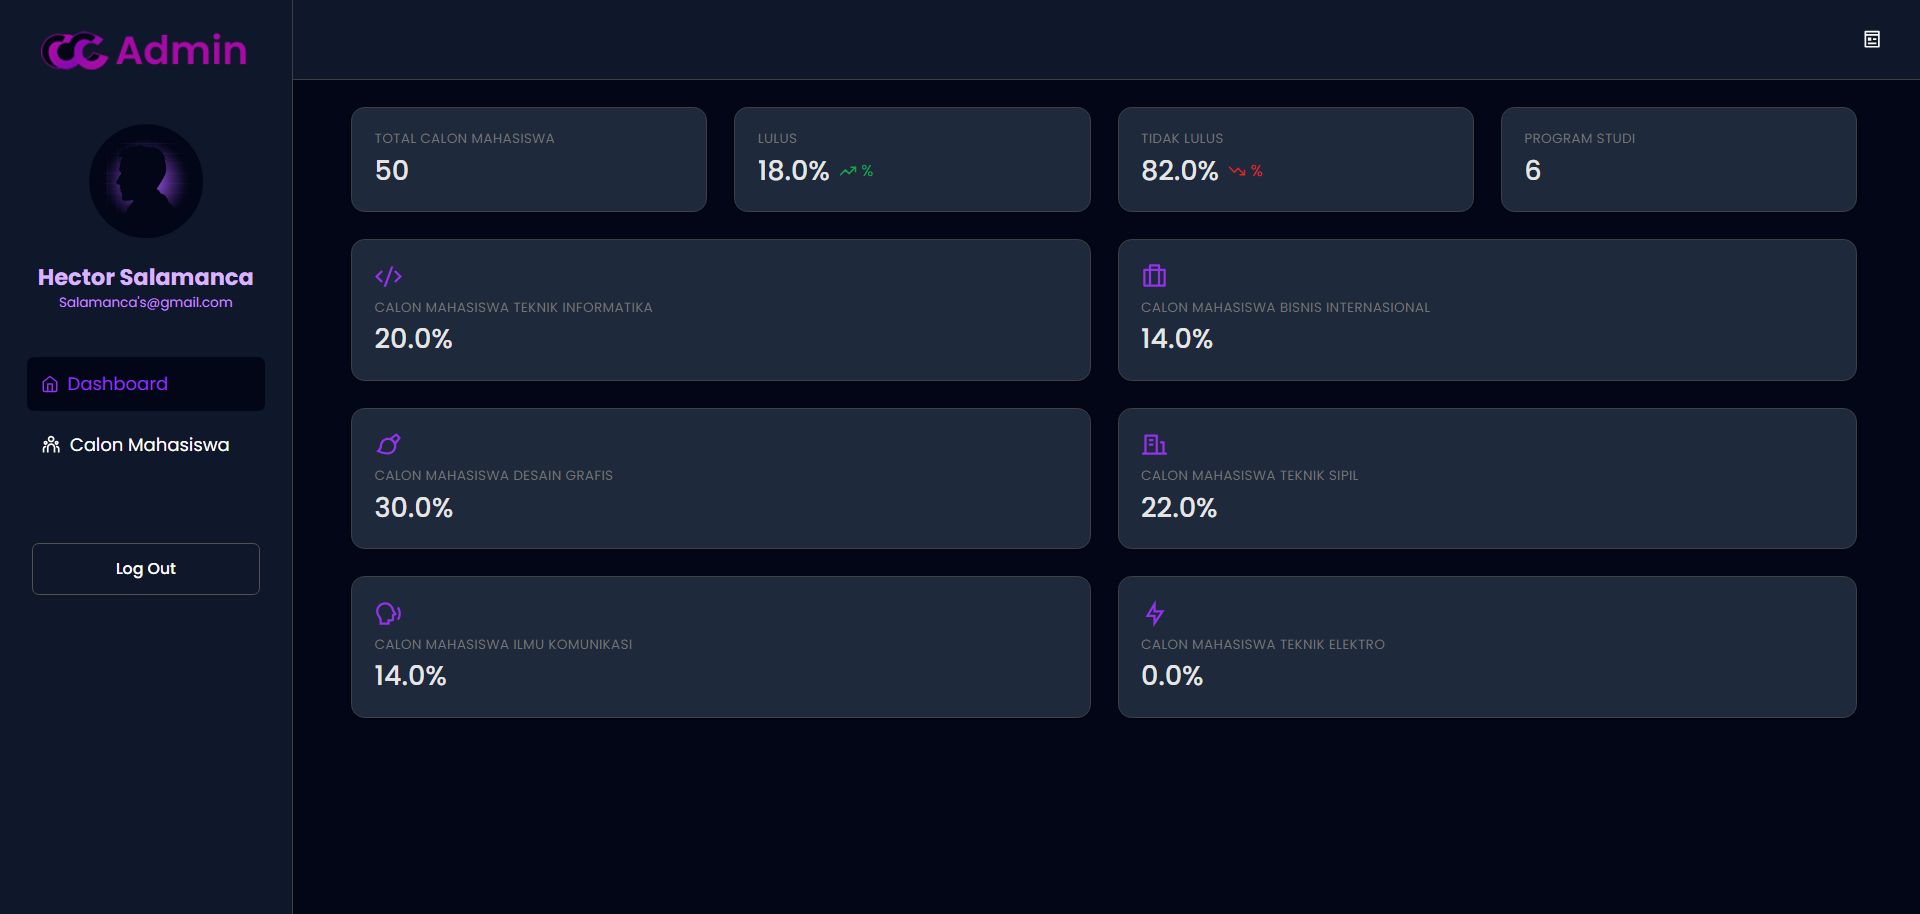 CC Admin
Hector Salamanca
Salamanca's@gmail.com
Dashboard
Calon Mahasiswa
Log Out
TOTAL CALON MAHASISWA
50
LULUS
18.0% %
TIDAK LULUS
82.0% %
PROGRAM STUDI
6
CALON MAHASISWA TEKNIK INFORMATIKA
20.0%
CALON MAHASISWA BISNIS INTERNASIONAL
14.0%
CALON MAHASISWA DESAIN GRAFIS
30.0%
CALON MAHASISWA TEKNIK SIPIL
22.0%
CALON MAHASISWA ILMU KOMUNIKASI
14.0%
CALON MAHASISWA TEKNIK ELEKTRO
0.0%